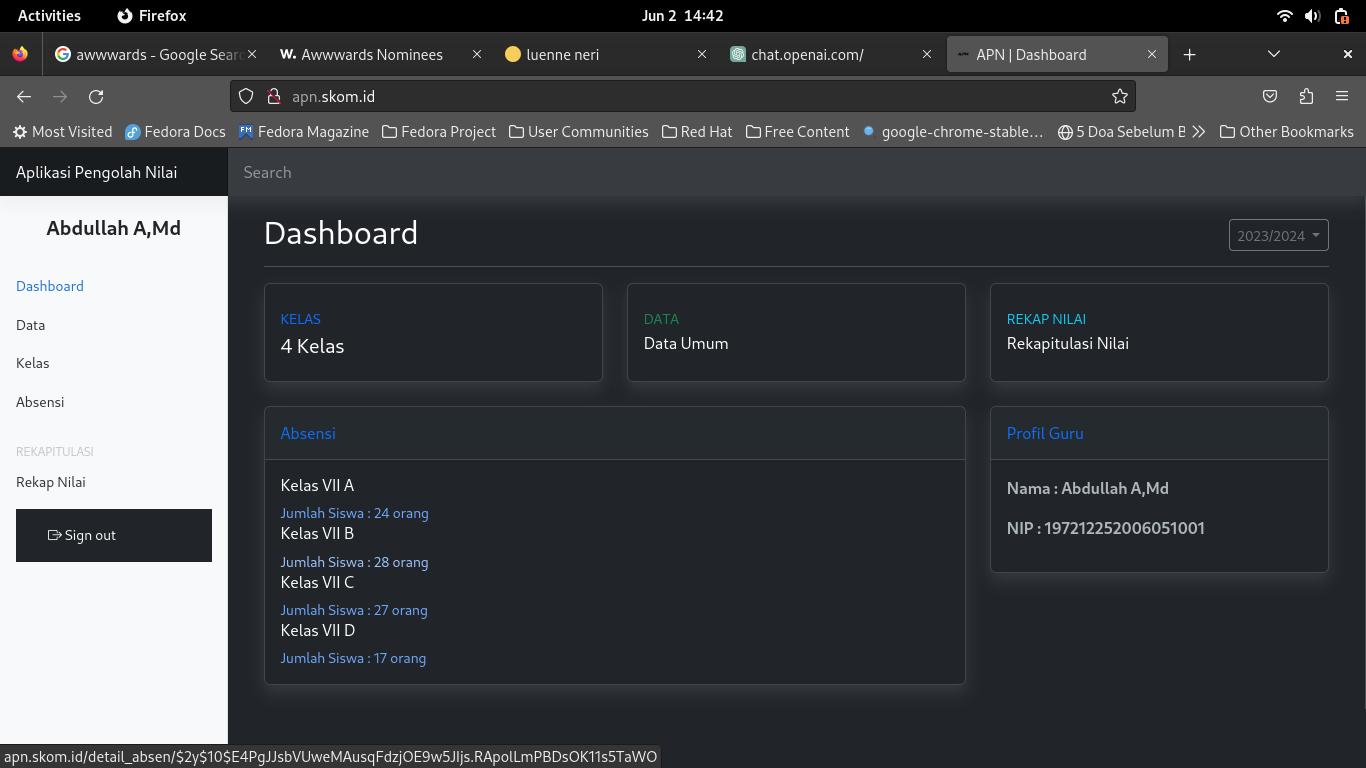 Activities Firefox Jun 2 14:42
awwwards - Google Sear
W. Awwwards Nominees
luenne neri
chat.openai.com/
APN | Dashboard
apn.skom.id
Most Visited Fedora Docs Fedora Magazine Fedora Project User Communities Red Hat Free Content google-chrome-stable… 5 Doa Sebelum B Other Bookmarks
Aplikasi Pengolah Nilai
Search
Abdullah A,Md
Dashboard
Data
Kelas
Absensi
REKAPITULASI
Rekap Nilai
Sign out
Dashboard
2023/2024
KELAS
4 Kelas
DATA
Data Umum
REKAP NILAI
Rekapitulasi Nilai
Absensi
Kelas VII A
Jumlah Siswa : 24 orang
Kelas VII B
Jumlah Siswa : 28 orang
Kelas VII C
Jumlah Siswa : 27 orang
Kelas VII D
Jumlah Siswa : 17 orang
Profil Guru
Nama : Abdullah A,Md
NIP : 197212252006051001
apn.skom.id/detail_absen/$2y$10$E4PgJJsbVUweMAusqFdzjOE9w5JIjs.RApolLmPBDsOK11s5TaWO